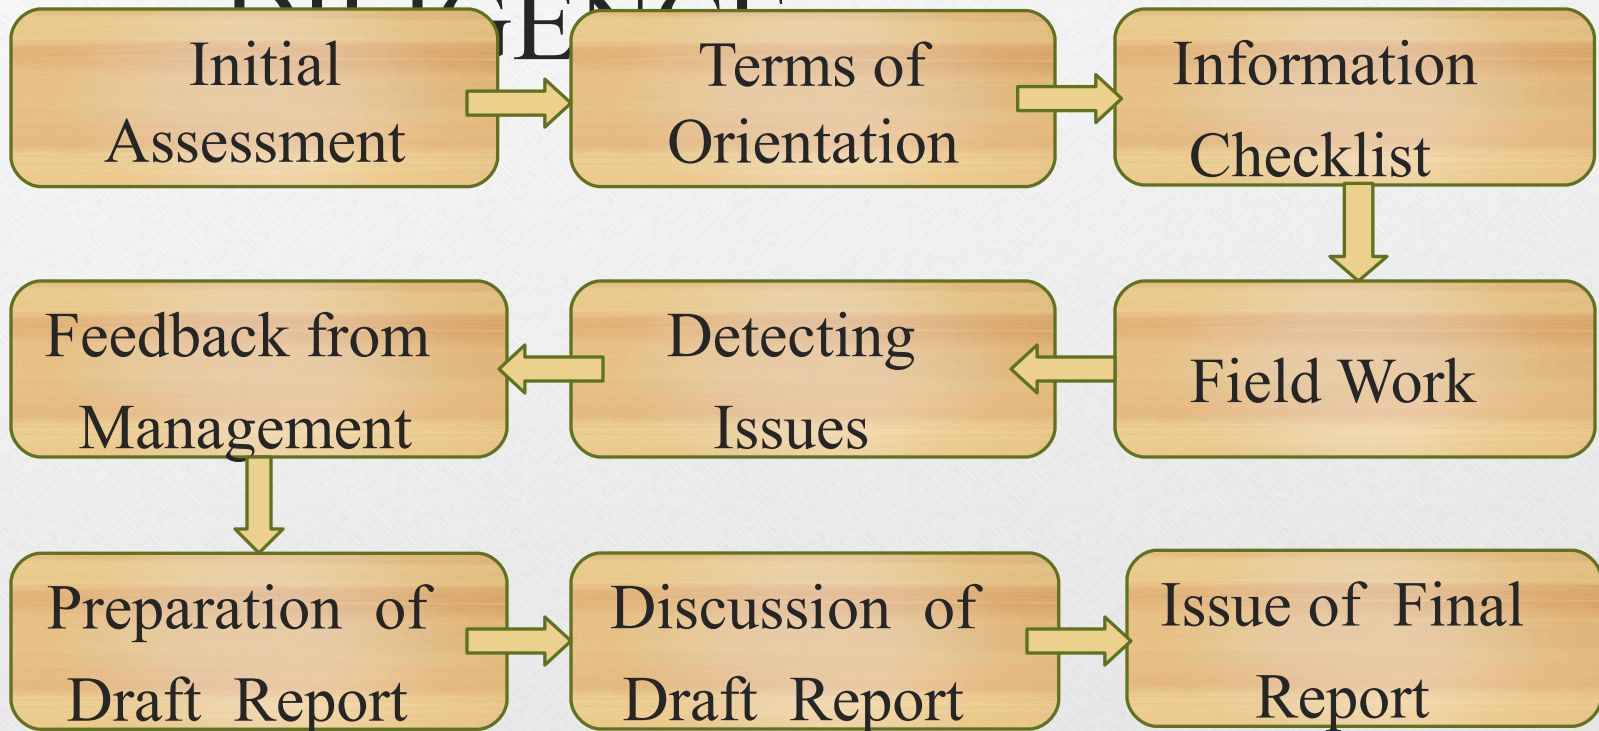 Initial
Assessment
Terms of
Orientation
Information
Checklist
Field Work
Detecting
Issues
Feedback from
Management
Preparation of
Draft Report
Discussion of
Draft Report
Issue of Final
Report